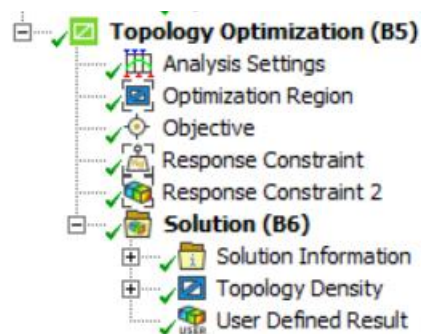 Topology Optimization (B5)
Analysis Settings
Optimization Region
Objective
Response Constraint
Response Constraint 2
Solution (B6)
Solution Information
Topology Density
User Defined Result